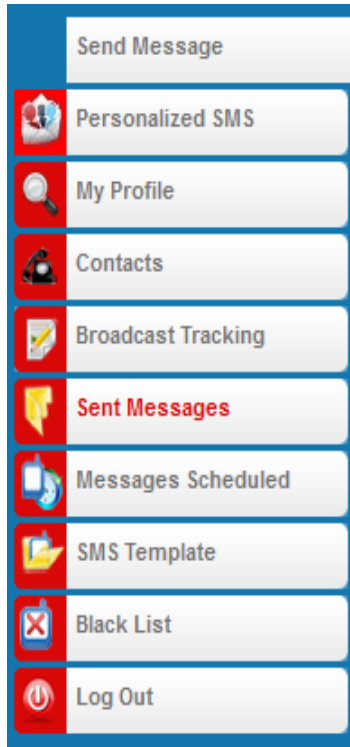 Send Message
Personalized SMS
My Profile
Contacts
Broadcast Tracking
Sent Messages
Messages Scheduled
SMS Template
Black List
Log Out